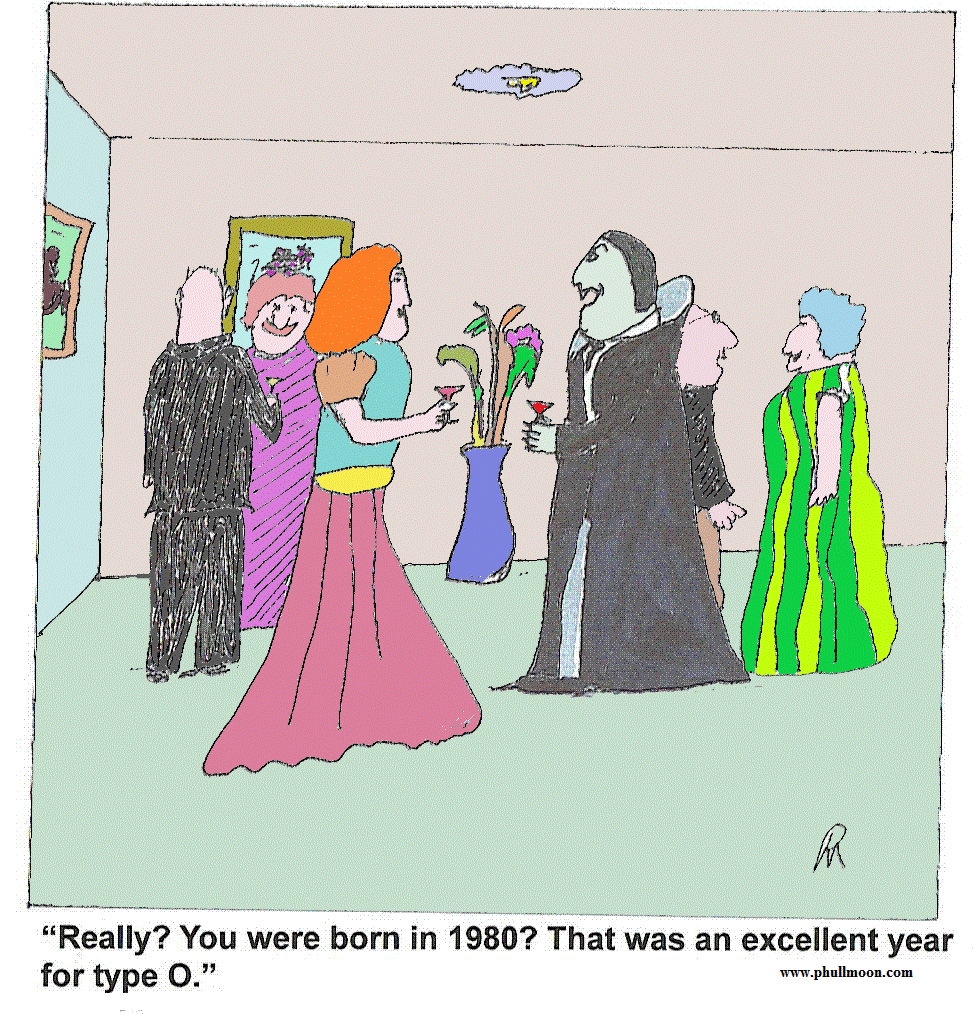 “Really? You were born in 1980? That was an excellent year
for type O.”
www.phullmoon.com